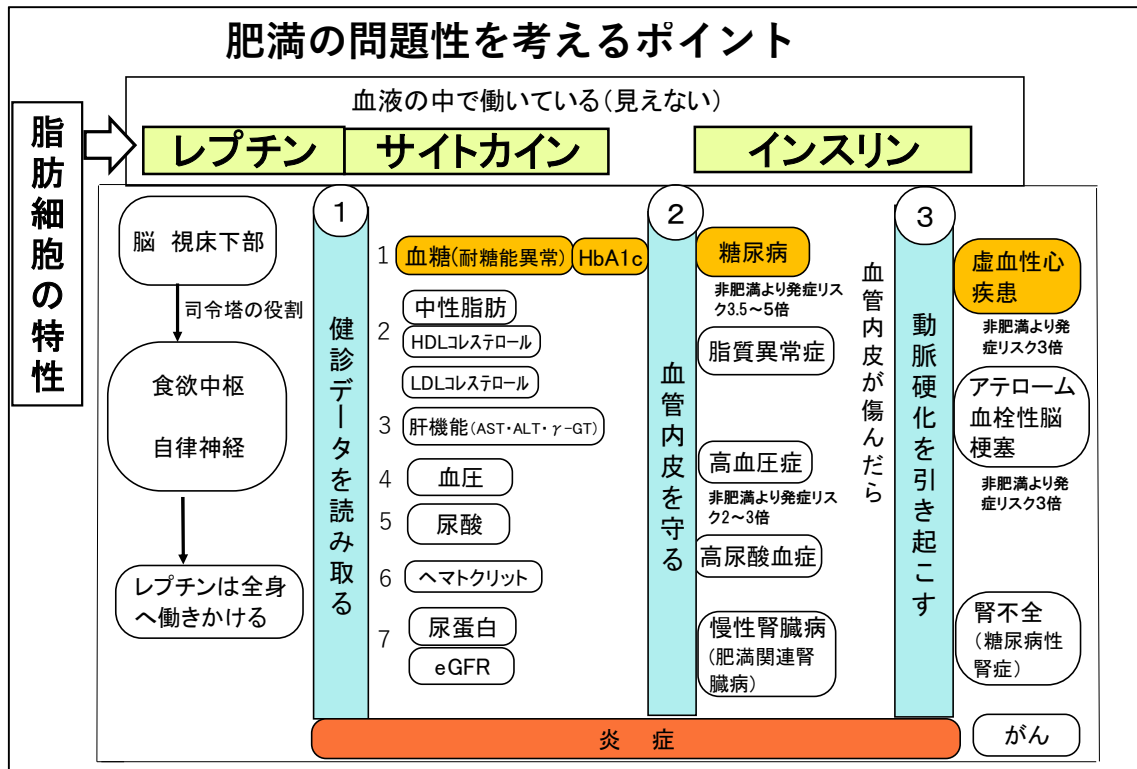 肥満の問題性を考えるポイント
脂肪細胞の特性
血液の中で働いている(見えない)
レプチン
サイトカイン
インスリン
脳 視床下部
司令塔の役割
食欲中枢
自律神経
レプチンは全身
へ働きかける
1
健診データを読み取る
1
血糖(耐糖能異常)
HbA1c
2
中性脂肪
HDLコレステロール
LDLコレステロール
3
肝機能(AST・ALT・γ-GT)
4
血圧
5
尿酸
6
ヘマトクリット
7
尿蛋白
eGFR
2
血管内皮を守る
糖尿病
非肥満より発症リス
ク3.5~5倍
脂質異常症
高血圧症
非肥満より発症リス
ク2~3倍
高尿酸血症
慢性腎臓病
(肥満関連腎
臓病)
血管内皮が傷んだら
3
動脈硬化を引き起こす
虚血性心
疾患
非肥満より発
症リスク3倍
アテローム
血栓性脳
梗塞
非肥満より発
症リスク3倍
腎不全
(糖尿病性
腎症)
がん
炎 症